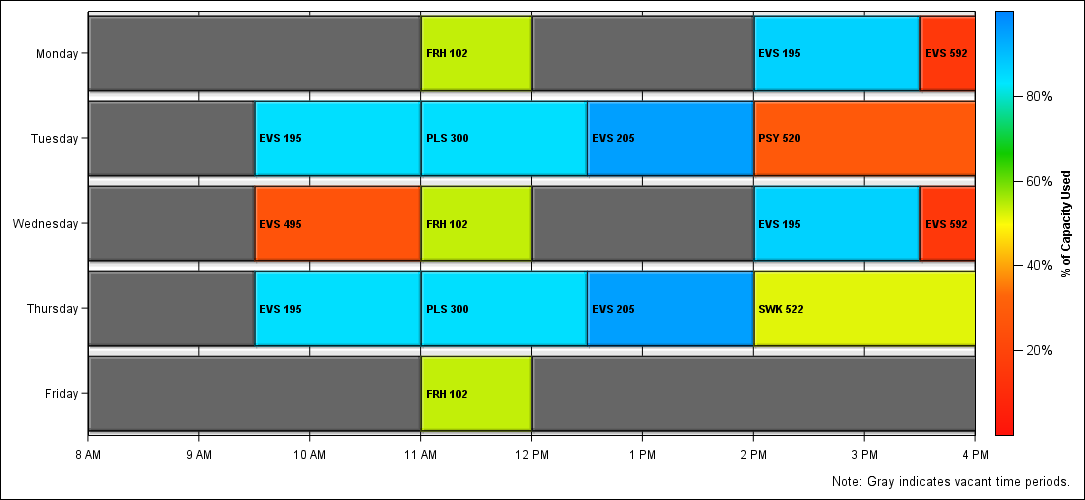 Monday
FRH 102
EVS 195
EVS 592
80%
Tuesday
EVS 195
PLS 300
EVS 205
PSY 520
60%
Wednesday
EVS 495
FRH 102
EVS 195
EVS 592
% of Capacity Used
40%
Thursday
EVS 195
PLS 300
EVS 205
SWK 522
20%
Friday
FRH 102
8 AM 9 AM 10 AM 11 AM 12 PM 1 PM 2 PM 3 PM 4 PM
Note: Gray indicates vacant time periods.